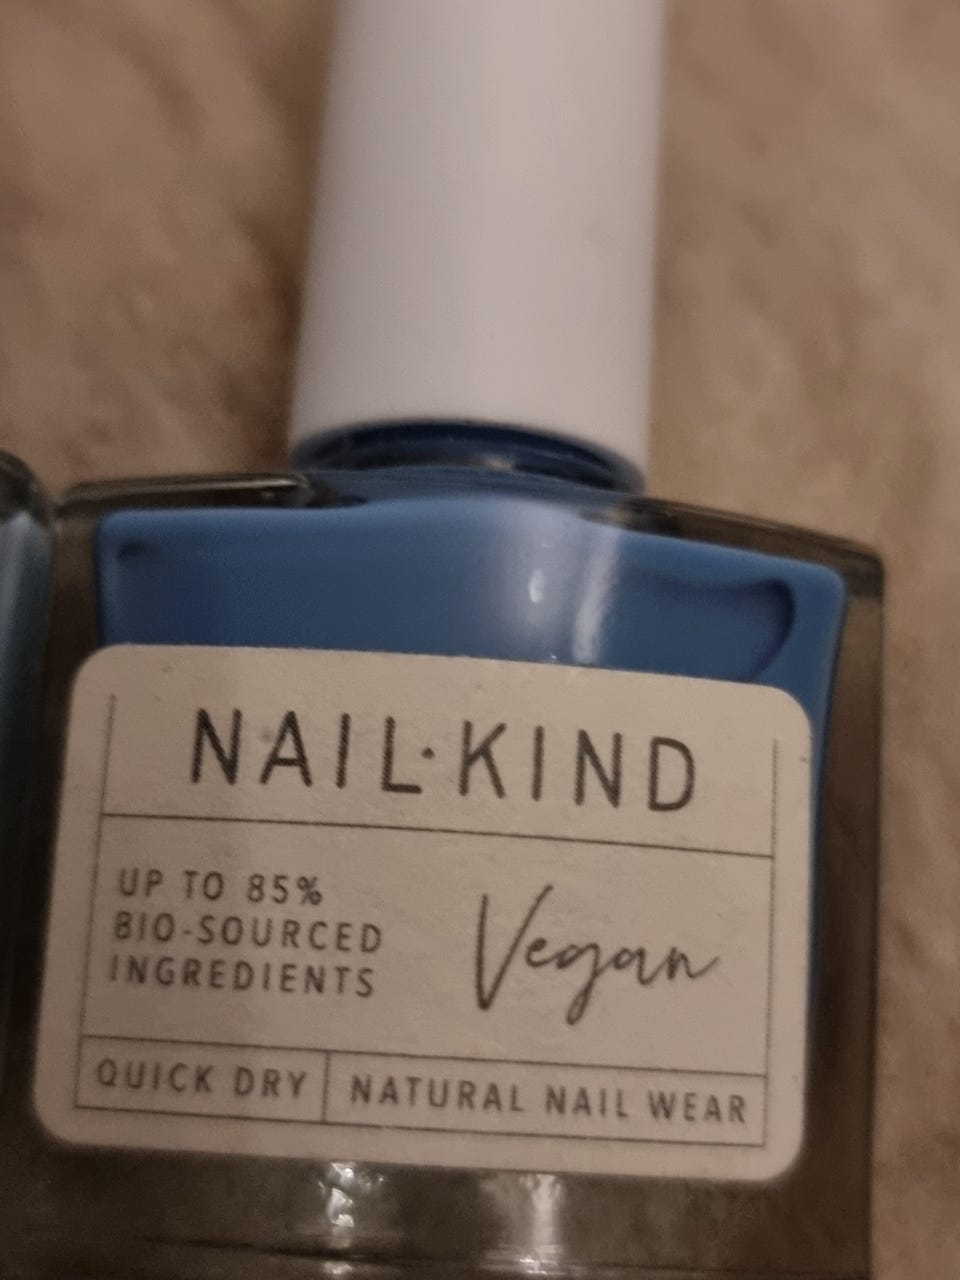 NAIL·KIND
UP TO 85%
BIO-SOURCED
INGREDIENTS
Vegan
QUICK DRY
NATURAL NAIL WEAR